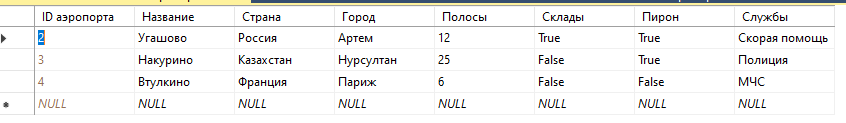 ID аэропорта Название Страна Город Полосы Склады Пирон Службы
2 Угашово Россия Артем 12 True True Скорая помощь
3 Накурино Казахстан Нурсултан 25 False True Полиция
4 Втулкино Франция Париж 6 False False МЧС
NULL NULL NULL NULL NULL NULL NULL NULL